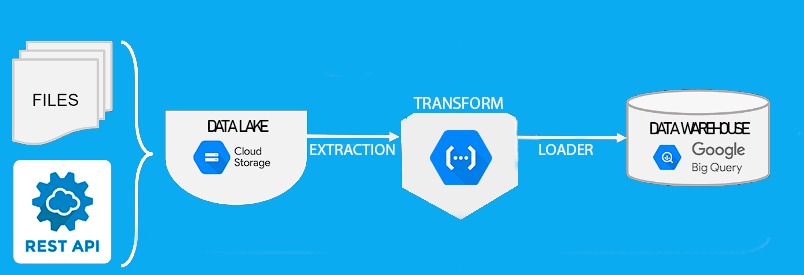 FILES
REST API
DATA LAKE
Cloud
Storage
EXTRACTION
TRANSFORM
LOADER
DATA WAREHOUSE
Google
Big Query